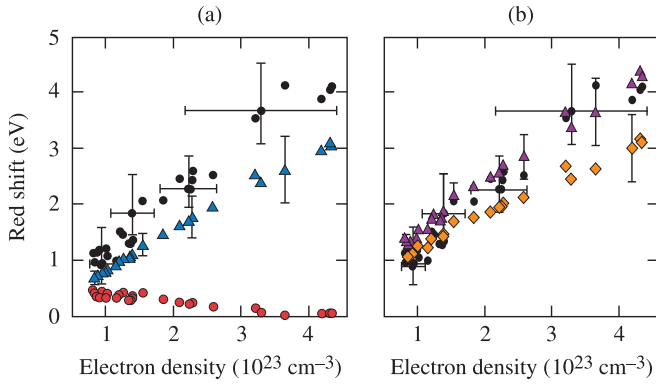 (a) (b)
5
4
3
2
1
0
Red shift (eV)
1 2 3 4 1 2 3 4
Electron density (10²³ cm⁻³) Electron density (10²³ cm⁻³)